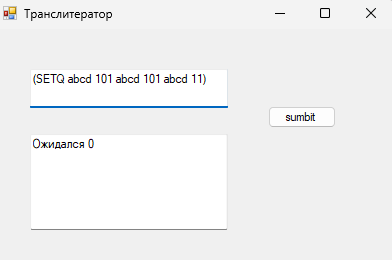 Транслитератор
(SETQ abcd 101 abcd 101 abcd 11)
sumbit
Ожидался 0